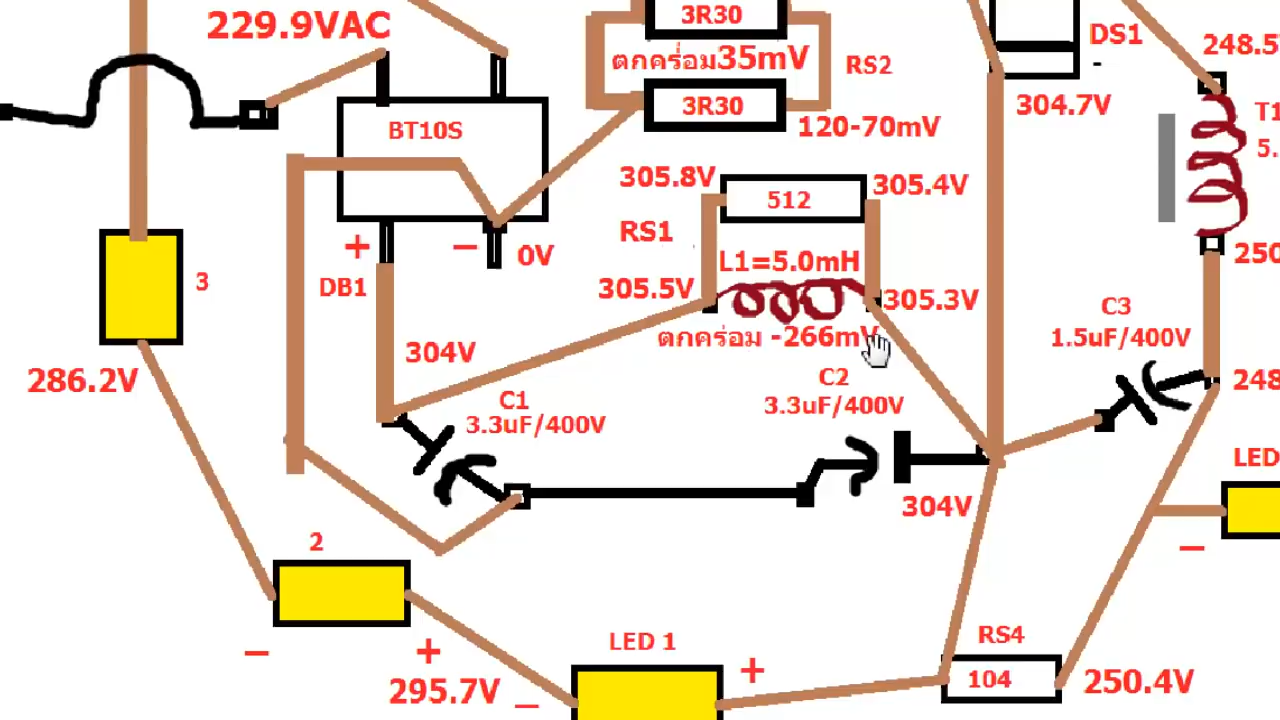 229.9VAC
3R30
DS1
-
248.5
ตกคร่อม35mV
RS2
3R30
304.7V
T1
120-70mV
5.
BT10S
305.8V
512
305.4V
RS1
+
−
0V
L1=5.0mH
250
3
DB1
305.5V
305.3V
C3
1.5uF/400V
ตกคร่อม -266mV
304V
286.2V
C2
248
C1
3.3uF/400V
3.3uF/400V
LED
304V
2
−
RS4
LED 1
−
+
+
104
250.4V
295.7V
−